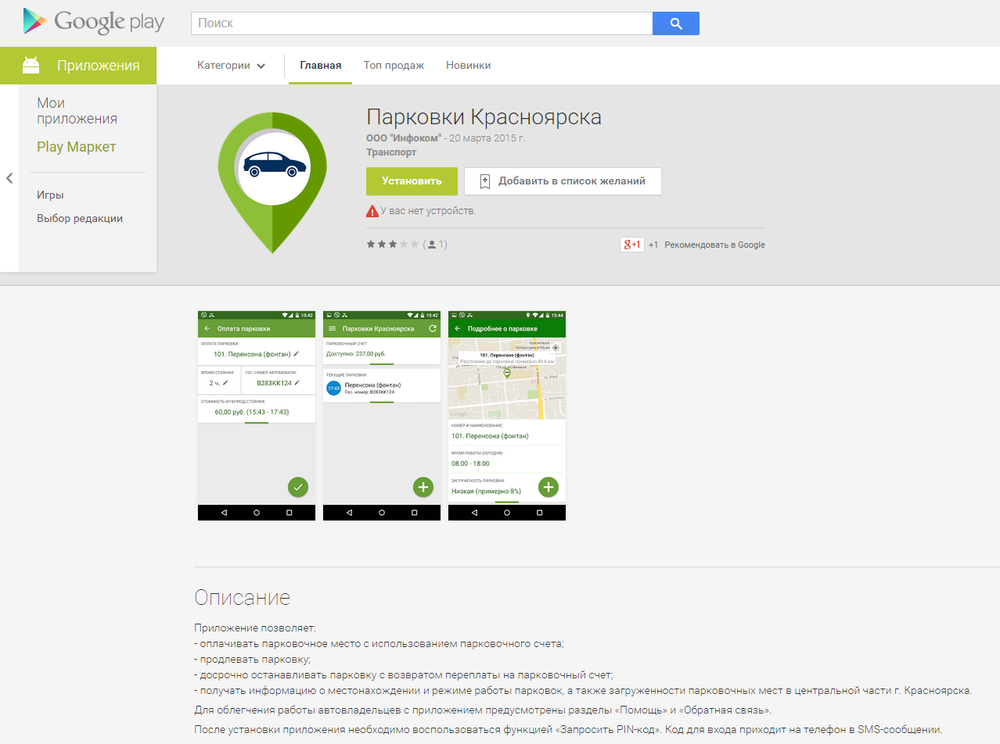 Google play
Поиск
Приложения
Категории
Главная
Топ продаж
Новинки
Мои
приложения
Play Маркет
Игры
Выбор редакции
Парковки Красноярска
ООО "Инфоком" - 20 марта 2015 г.
Транспорт
Установить
Добавить в список желаний
У вас нет устройств.
( 1)
g+1 +1 Рекомендовать в Google
15:42
Оплата парковки
ОПЛАТА ПАРКОВКИ:
101. Перенсона (фонтан)
ВРЕМЯ СТОЯНКИ: ГОС. НОМЕР АВТОМОБИЛЯ:
2 ч. В283КК124
СТОИМОСТЬ И ПЕРИОД СТОЯНКИ:
60,00 руб. (15:43 - 17:43)
15:42
Парковки Красноярска
ПАРКОВОЧНЫЙ СЧЕТ
Доступно: 237,00 руб.
ТЕКУЩИЕ ПАРКОВКИ
17:43 Перенсона (фонтан)
Гос. номер: В283КК124
15:44
Подробнее о парковке
101. Перенсона (фонтан)
Расстояние до парковки, примерно 49.6 км
НОМЕР И НАИМЕНОВАНИЕ:
101. Перенсона (фонтан)
ВРЕМЯ РАБОТЫ (СЕГОДНЯ):
08:00 - 18:00
ЗАГРУЖЕНОСТЬ ПАРКОВКИ:
Низкая (примерно 8%)
Описание
Приложение позволяет:
- оплачивать парковочное место с использованием парковочного счета;
- продлевать парковку;
- досрочно останавливать парковку с возвратом переплаты на парковочный счет;
- получать информацию о местонахождении и режиме работы парковок, а также загруженности парковочных мест в центральной части г. Красноярска.
Для облегчения работы автовладельцев с приложением предусмотрены разделы «Помощь» и «Обратная связь».
После установки приложения необходимо воспользоваться функцией «Запросить PIN-код». Код для входа приходит на телефон в SMS-сообщении.